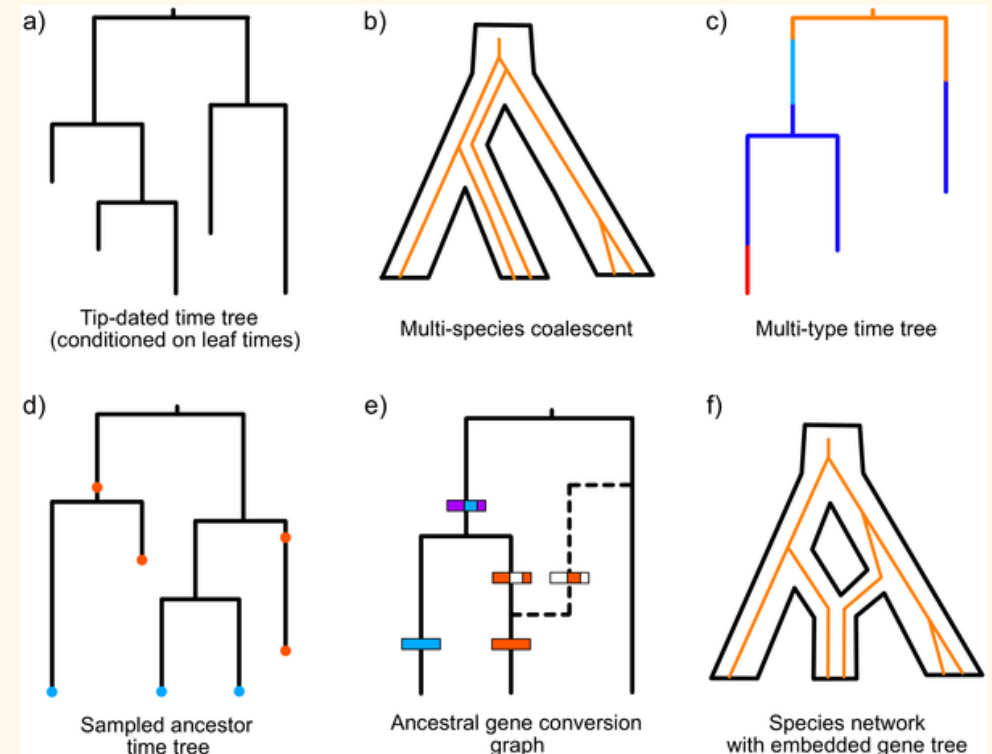 a)
b)
c)
Tip-dated time tree
(conditioned on leaf times)
Multi-species coalescent
Multi-type time tree
d)
e)
f)
Sampled ancestor
time tree
Ancestral gene conversion
graph
Species network
with embedded gene tree